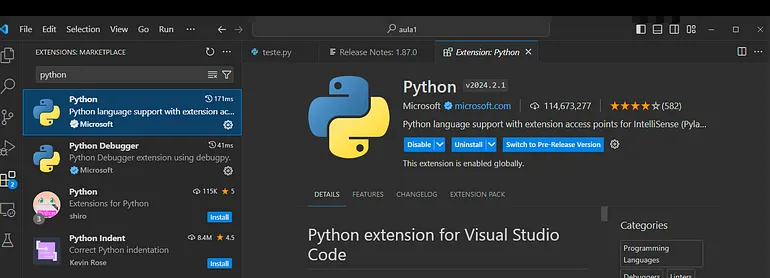 File Edit Selection View Go Run ... aula1
EXTENSIONS: MARKETPLACE
python
Python 171ms
Python language support with extension ac...
Microsoft
Python Debugger 41ms
Python Debugger extension using debugpy.
Microsoft
Python 115K 5
Extensions for Python
shiro Install
Python Indent 8.4M 4.5
Correct Python indentation
Kevin Rose Install
2
3
teste.py Release Notes: 1.87.0 Extension: Python
Python v2024.2.1
Microsoft microsoft.com 114,673,277 (582)
Python language support with extension access points for IntelliSense (Pyla...
Disable Uninstall Switch to Pre-Release Version
This extension is enabled globally.
DETAILS FEATURES CHANGELOG EXTENSION PACK
Python extension for Visual Studio
Code
Categories
Programming
Languages
Debuggers Linters